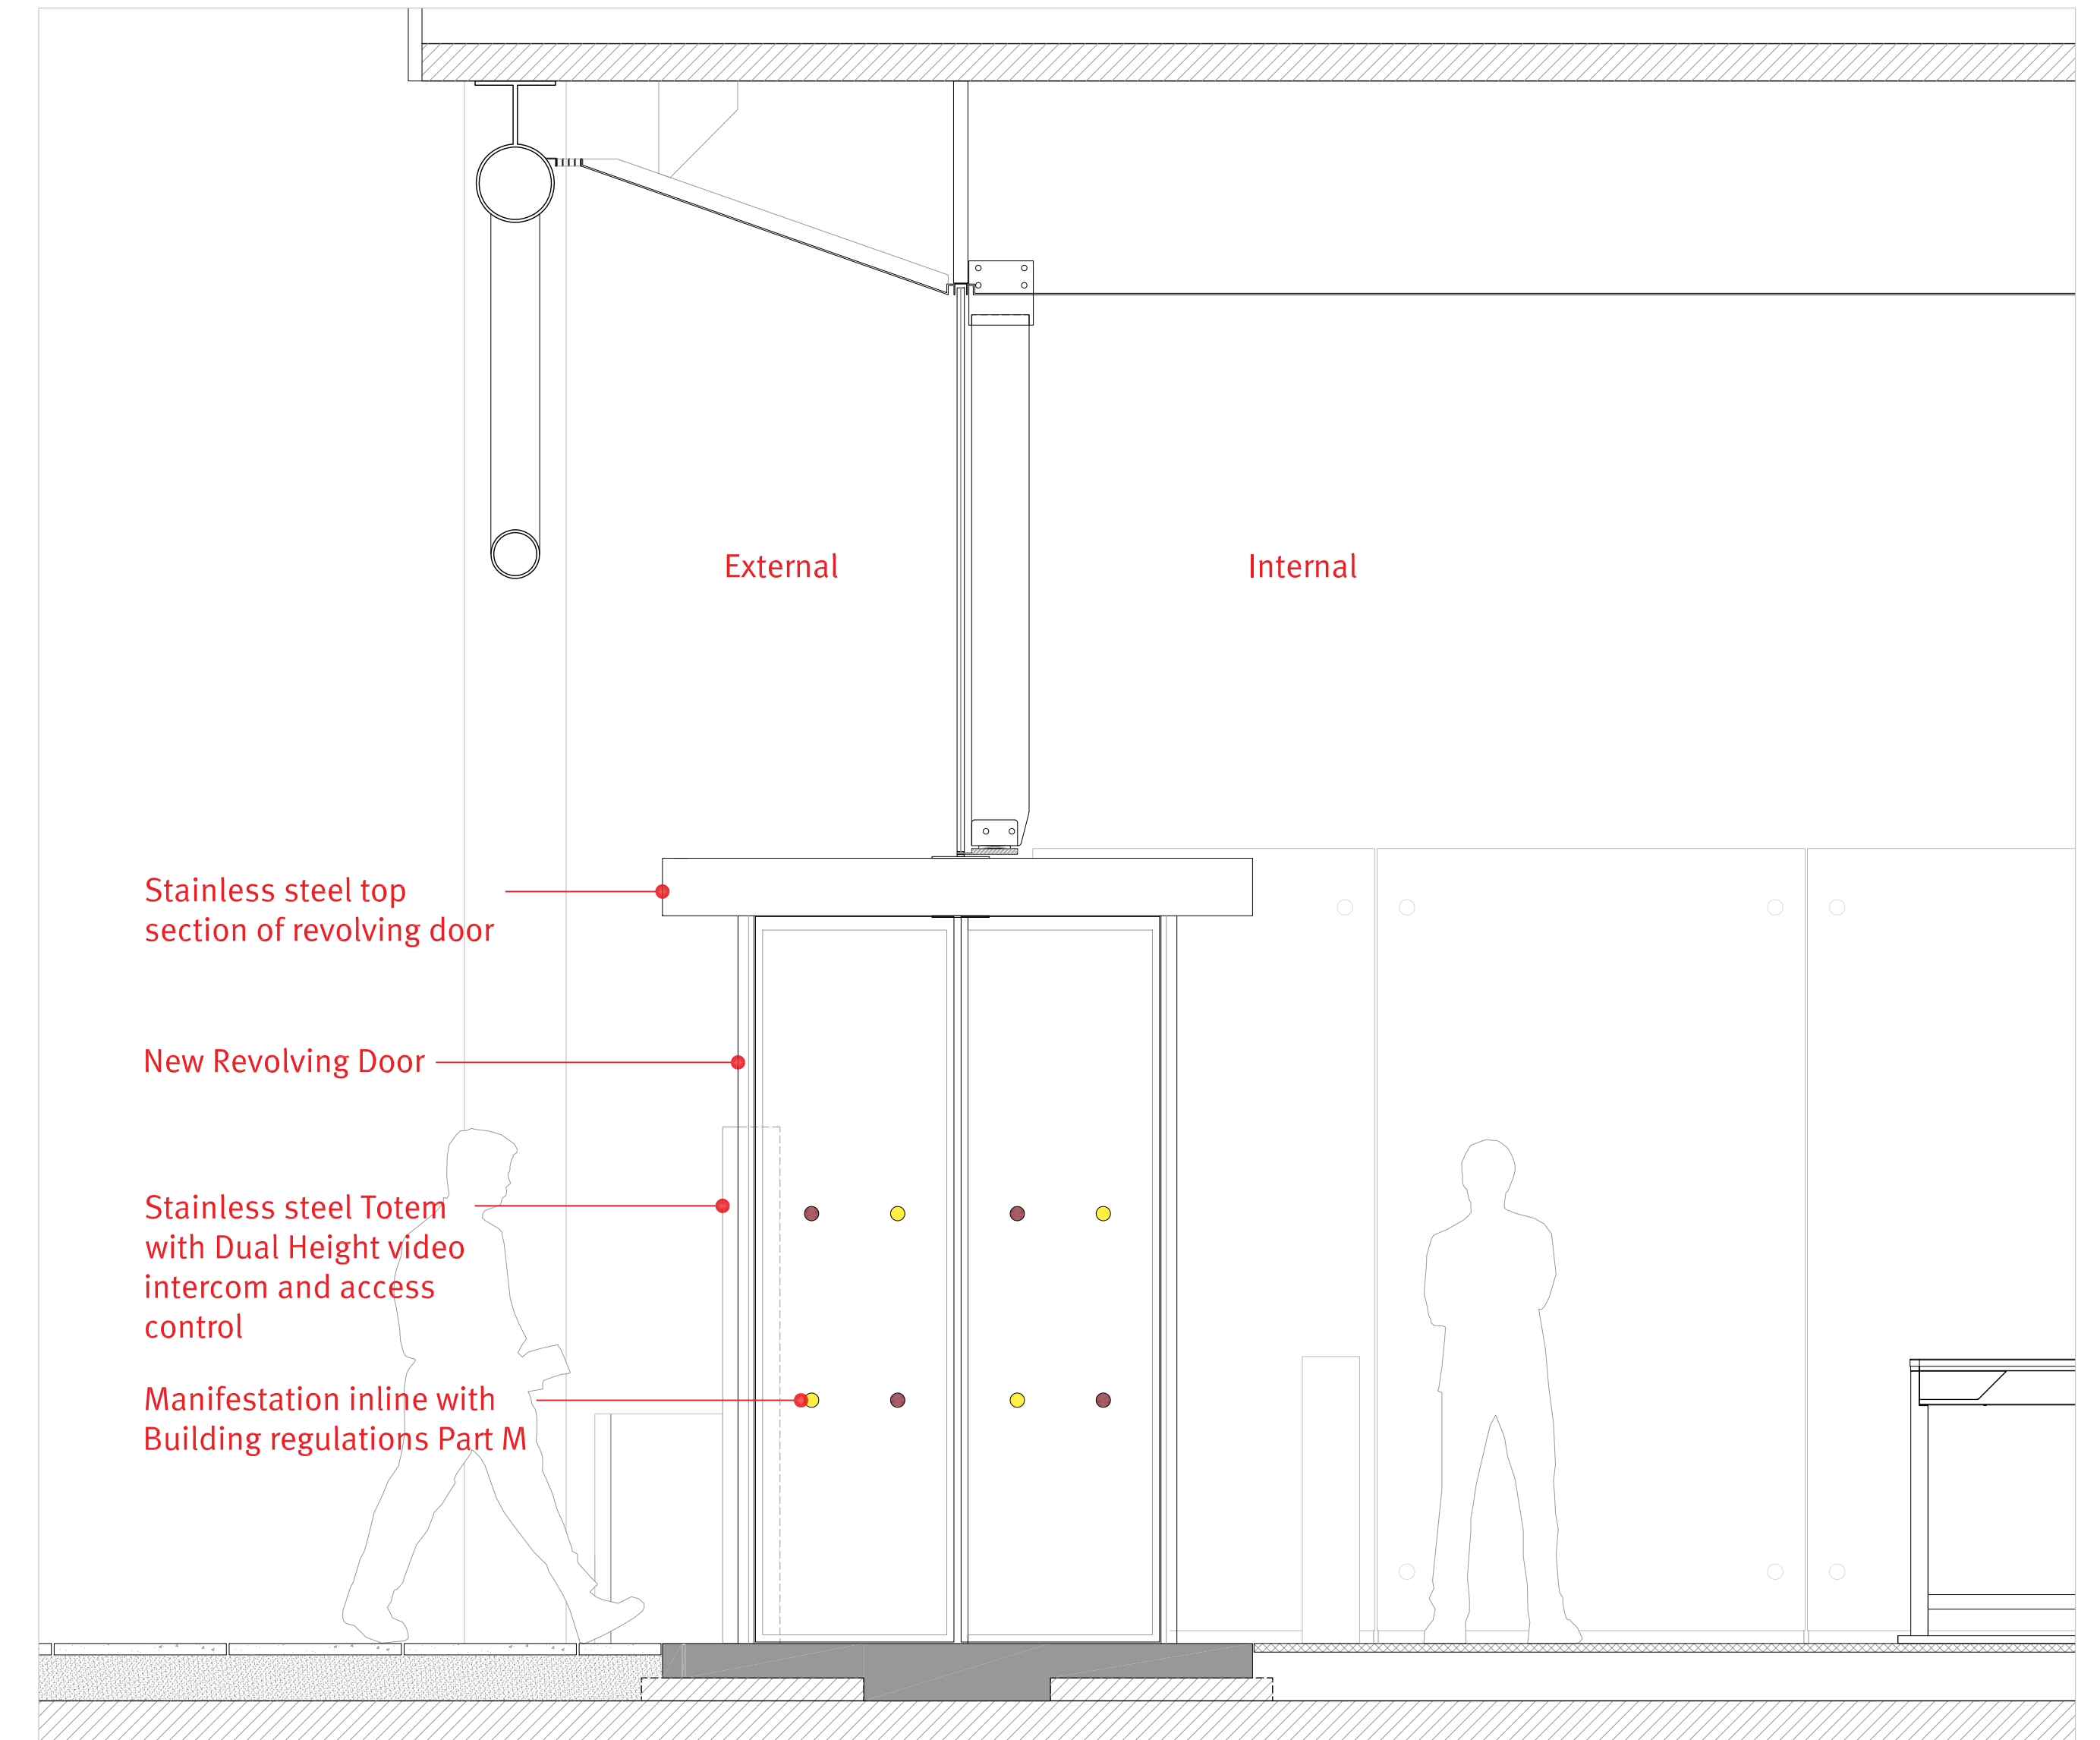 External
Internal
Stainless steel top
section of revolving door
New Revolving Door
Stainless steel Totem
with Dual Height video
intercom and access
control
Manifestation inline with
Building regulations Part M